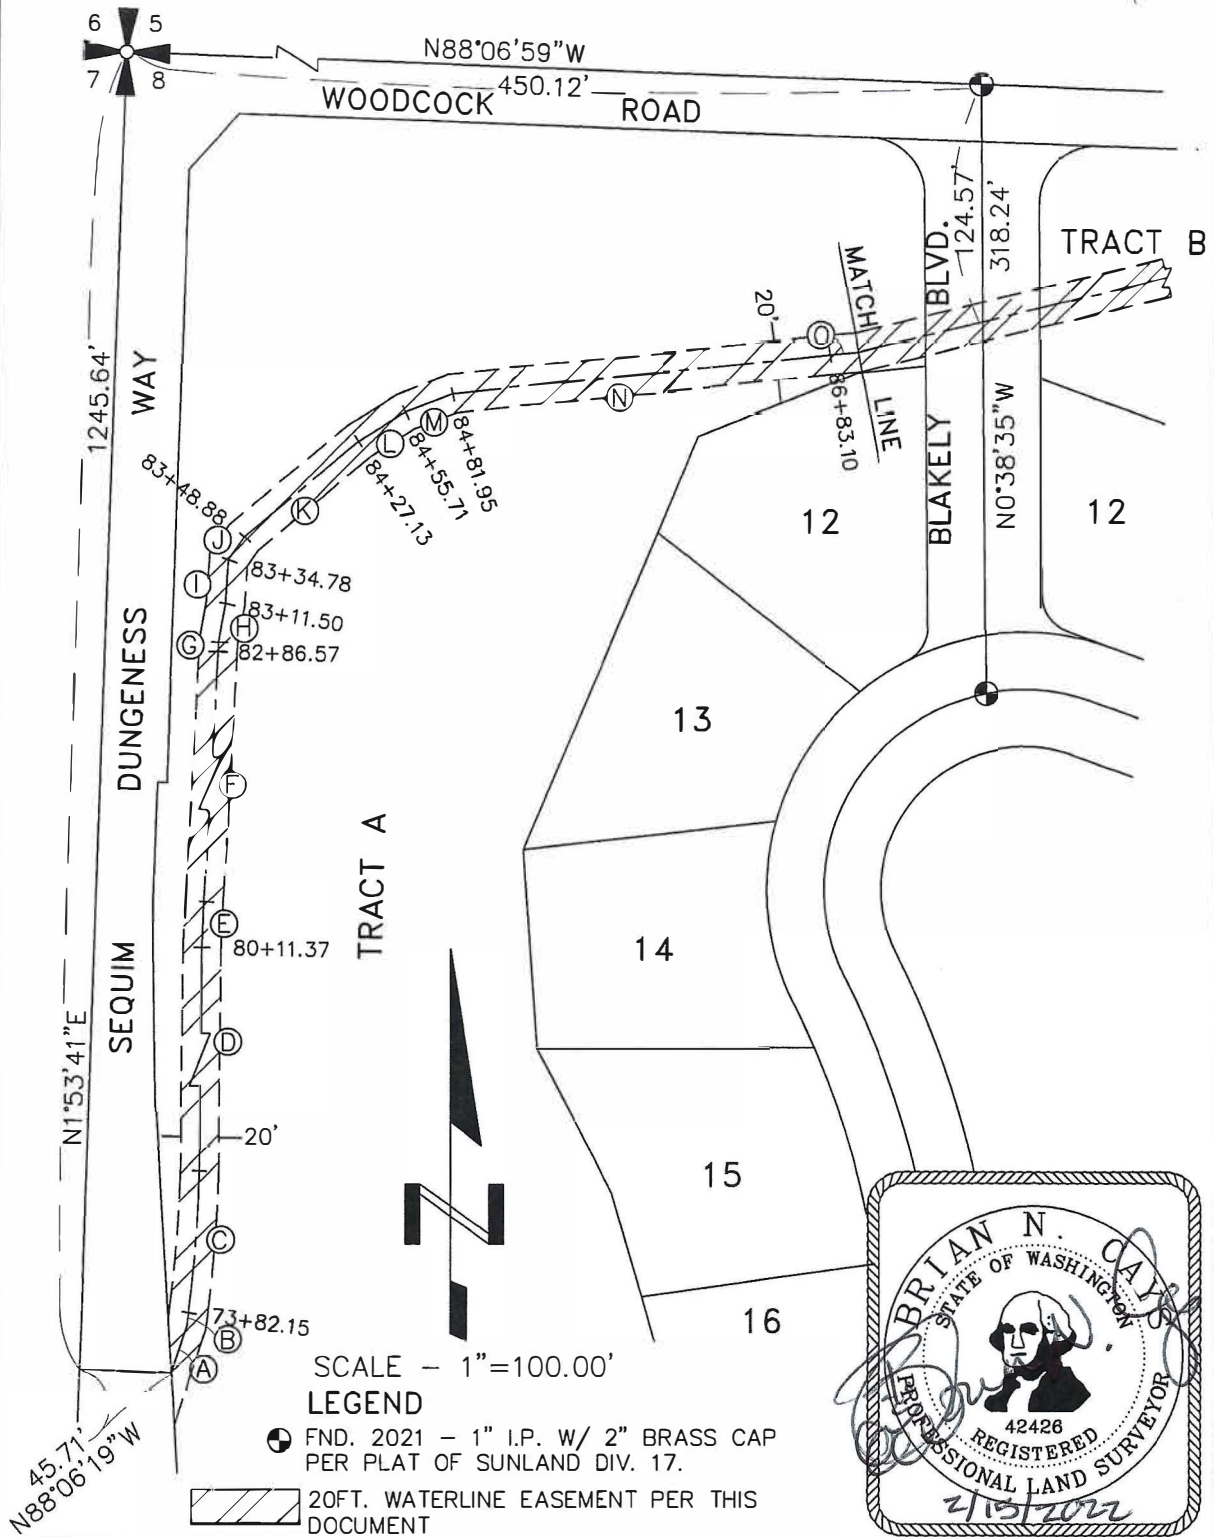 6 5
7 8
N88°06'59"W
450.12'
WOODCOCK ROAD
124.57'
318.24'
TRACT B
BLAKELY BLVD.
N0°38'35"W
MATCH LINE
20'
O
86+83.10
N
M
84+81.95
L
84+55.71
84+27.13
K
83+48.88
J
83+34.78
I
83+11.50
H
G
82+86.57
F
E
80+11.37
D
20'
C
73+82.15
B
A
1245.64'
N1°53'41"E
SEQUIM DUNGENESS WAY
TRACT A
12
12
13
14
15
16
45.71'
N88°06'19"W
N
SCALE - 1"=100.00'
LEGEND
FND. 2021 - 1" I.P. W/ 2" BRASS CAP
PER PLAT OF SUNLAND DIV. 17.
20FT. WATERLINE EASEMENT PER THIS
DOCUMENT
BRIAN N. CAYS
STATE OF WASHINGTON
42426
REGISTERED
PROFESSIONAL LAND SURVEYOR
2/15/2022